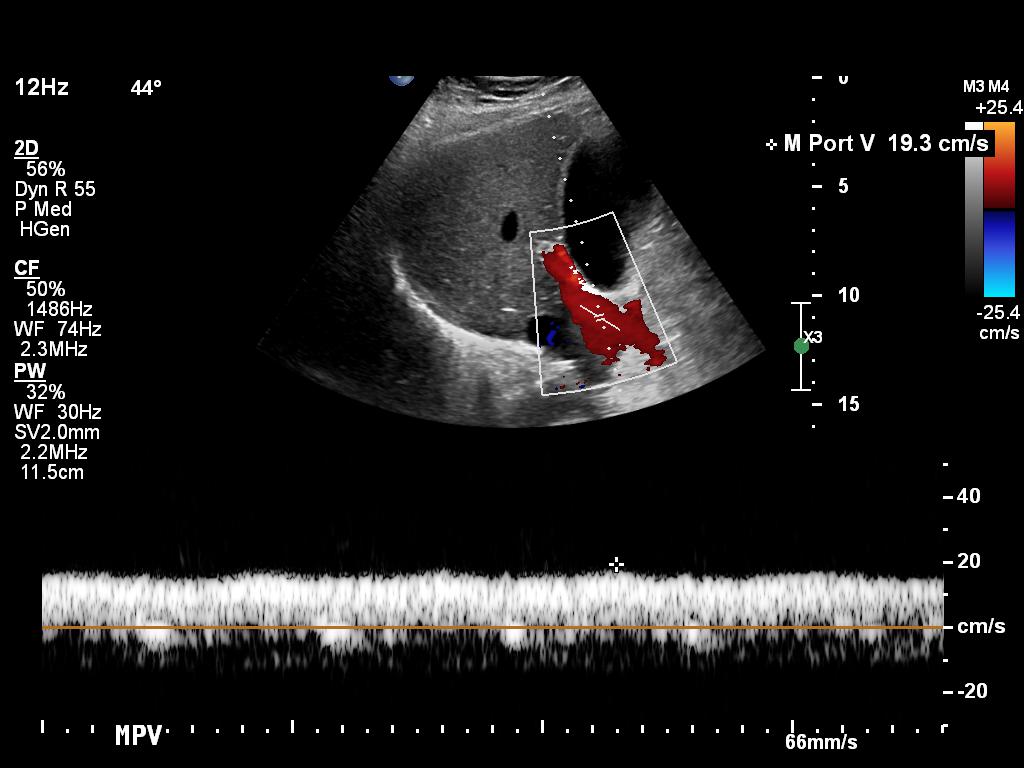 12Hz 44°
M3 M4
+25.4
2D
56%
Dyn R 55
P Med
HGen
M Port V 19.3 cm/s
0
5
10
15
X3
-25.4
cm/s
CF
50%
1486Hz
WF 74Hz
2.3MHz
PW
32%
WF 30Hz
SV2.0mm
2.2MHz
11.5cm
40
20
cm/s
-20
MPV
66mm/s